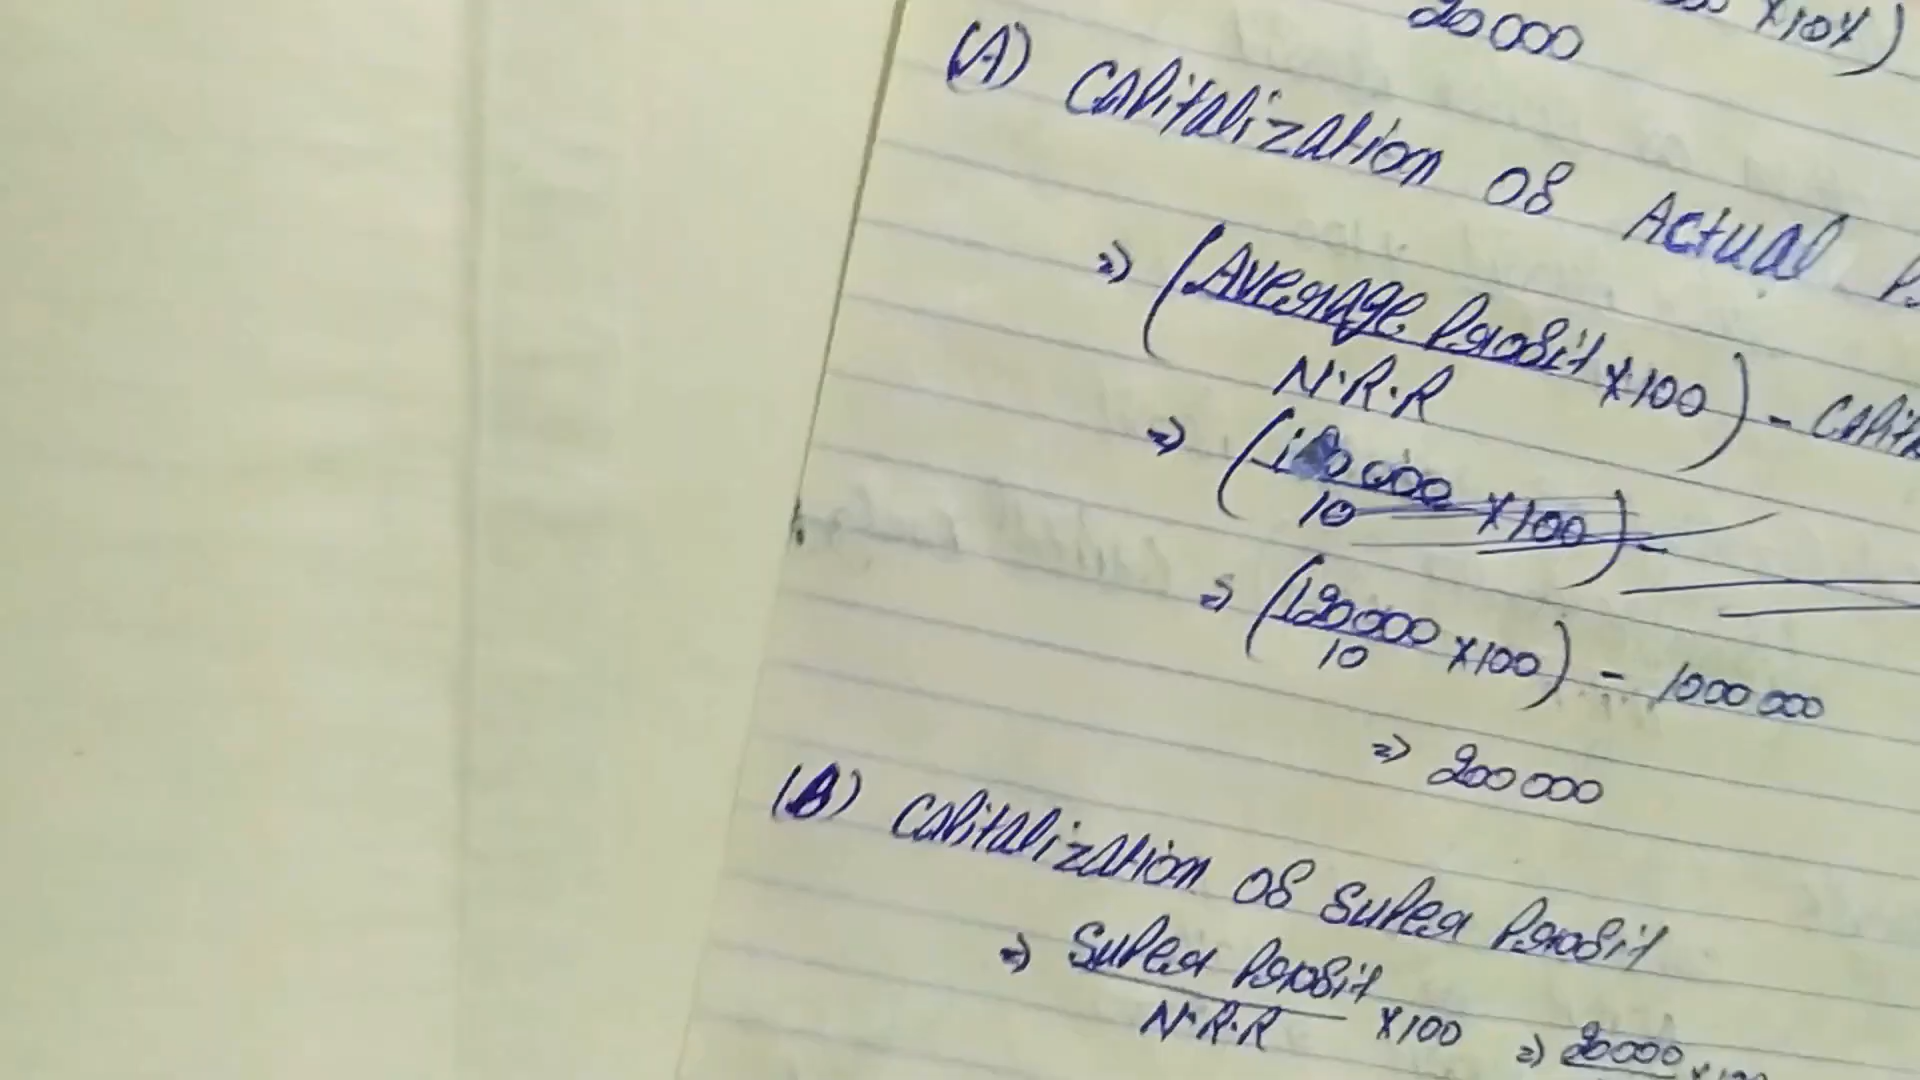 ×10%)
20000
(A) Capitalization of Actual
=> (Average Profit/N.R.R ×100) -
=> (120000/10 ×100) - 1000000
=> 200000
(B) Capitalization of Super Profit
=> Super Profit/N.R.R ×100 => 20000